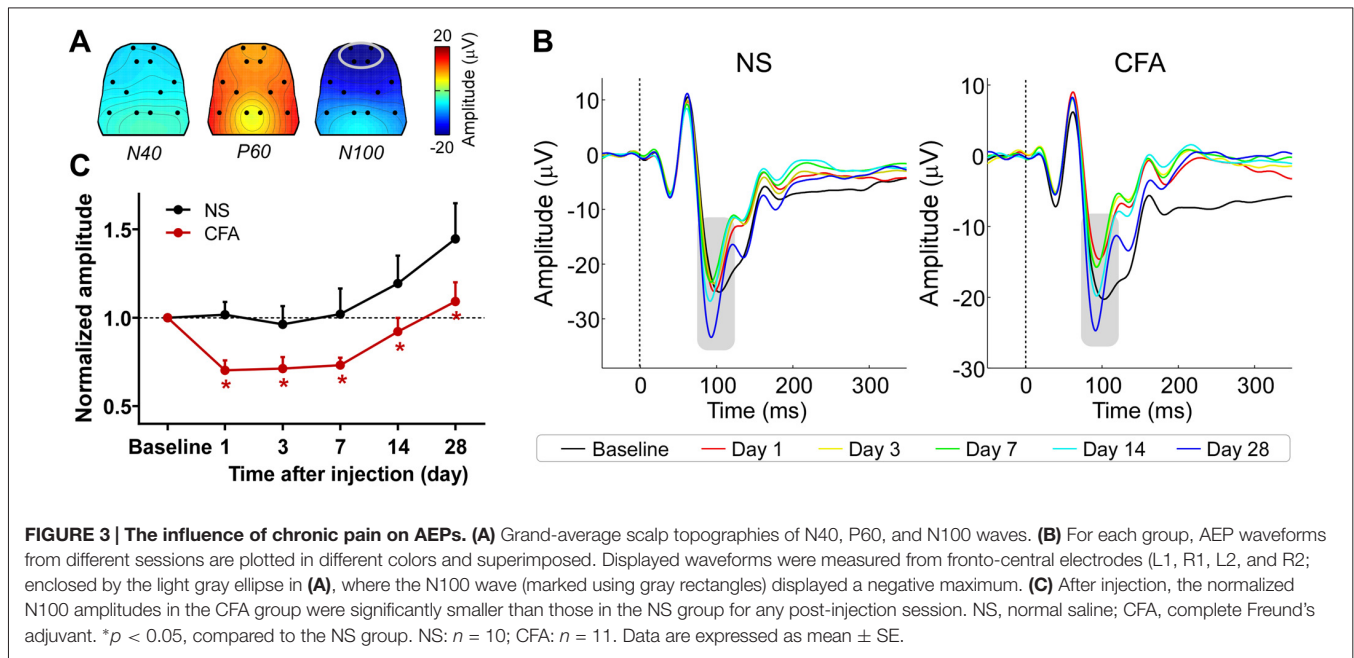 A
20
Amplitude (μV)
-20
N40
P60
N100
B
NS
CFA
Amplitude (μV)
0
-10
-20
-30
0
100
200
300
Time (ms)
Amplitude (μV)
10
0
-10
-20
-30
0
100
200
300
Time (ms)
Baseline
Day 1
Day 3
Day 7
Day 14
Day 28
C
NS
CFA
Normalized amplitude
1.5
1.0
0.5
*
*
*
*
*
Baseline 1 3 7 14 28
Time after injection (day)
FIGURE 3 | The influence of chronic pain on AEPs. (A) Grand-average scalp topographies of N40, P60, and N100 waves. (B) For each group, AEP waveforms
from different sessions are plotted in different colors and superimposed. Displayed waveforms were measured from fronto-central electrodes (L1, R1, L2, and R2;
enclosed by the light gray ellipse in (A), where the N100 wave (marked using gray rectangles) displayed a negative maximum. (C) After injection, the normalized
N100 amplitudes in the CFA group were significantly smaller than those in the NS group for any post-injection session. NS, normal saline; CFA, complete Freund's
adjuvant. *p < 0.05, compared to the NS group. NS: n = 10; CFA: n = 11. Data are expressed as mean ± SE.